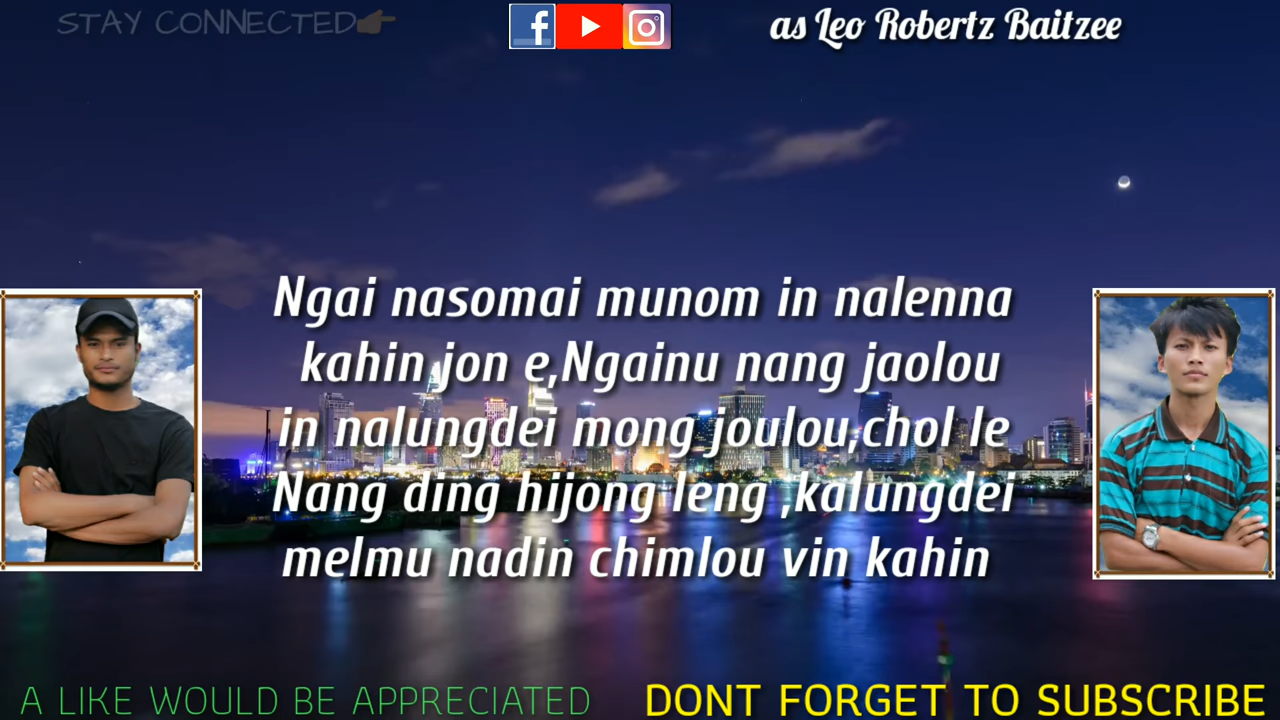 STAY CONNECTED
as Leo Robertz Baitzee
Ngai nasomai munom in nalenna
kahin jon e,Ngainu nang jaolou
in nalungdei mong joulou,chol le
Nang ding hijong leng ,kalungdei
melmu nadin chimlou vin kahin
A LIKE WOULD BE APPRECIATED
DONT FORGET TO SUBSCRIBE